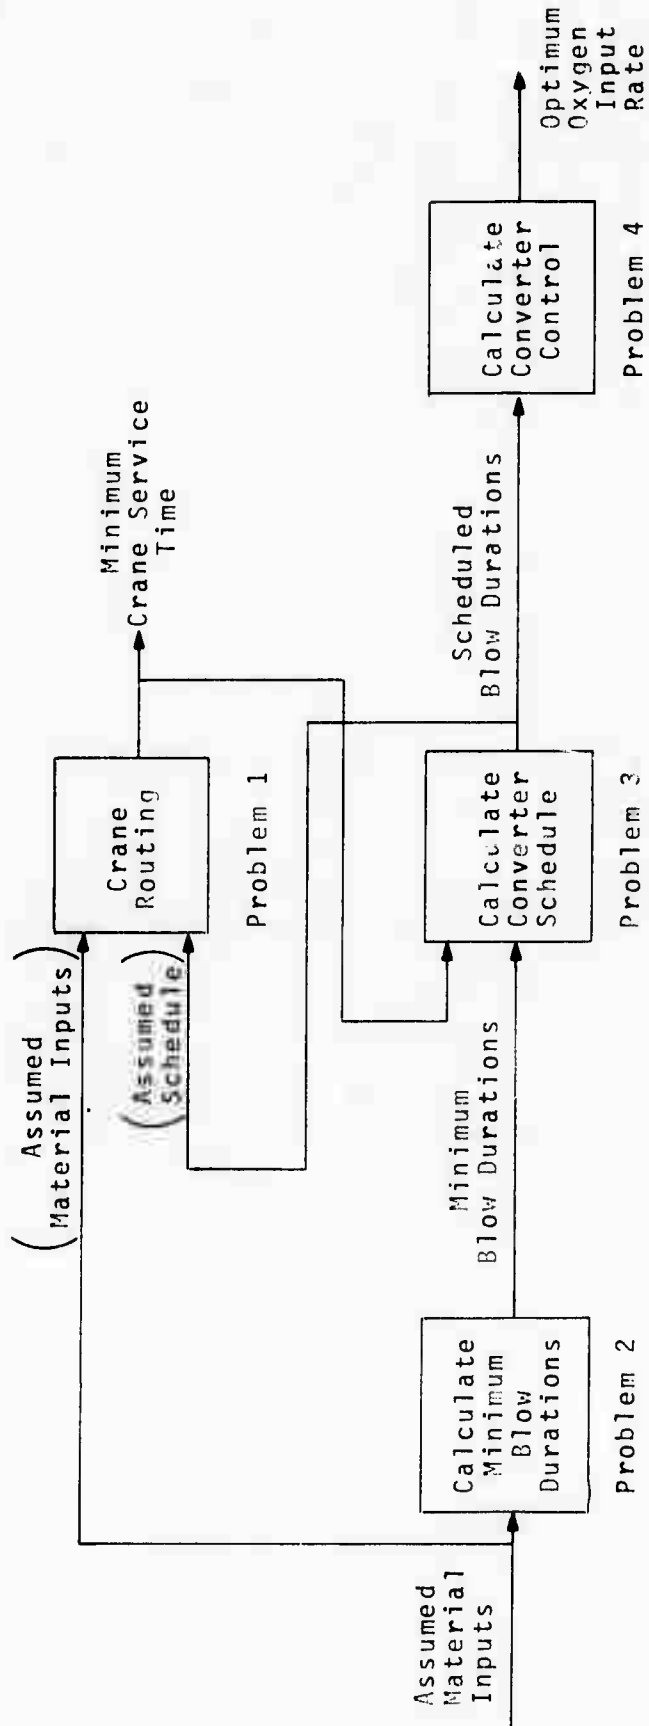 (Assumed
Material Inputs)
(Assumed
Schedule)
Crane
Routing
Problem 1
Minimum
Crane Service
Time
Assumed
Material
Inputs
Calculate
Minimum
Blow
Durations
Problem 2
Minimum
Blow Durations
Calculate
Converter
Schedule
Problem 3
Scheduled
Blow Durations
Calculate
Converter
Control
Problem 4
Optimum
Oxygen
Input
Rate